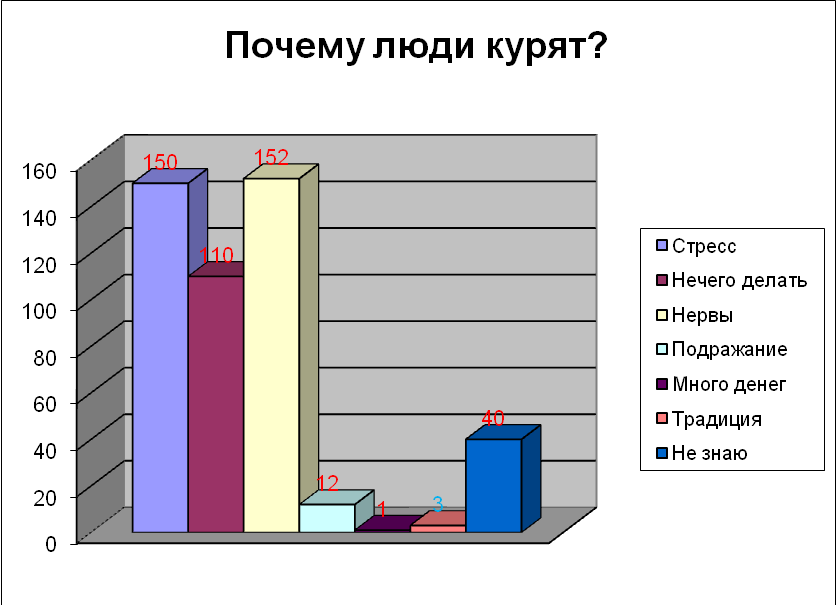 Почему люди курят?
160
140
120
100
80
60
40
20
0
150
110
152
12
1
3
40
Стресс
Нечего делать
Нервы
Подражание
Много денег
Традиция
Не знаю